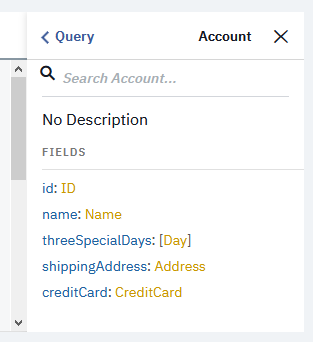 Query Account
Search Account...
No Description
FIELDS
id: ID
name: Name
threeSpecialDays: [Day]
shippingAddress: Address
creditCard: CreditCard